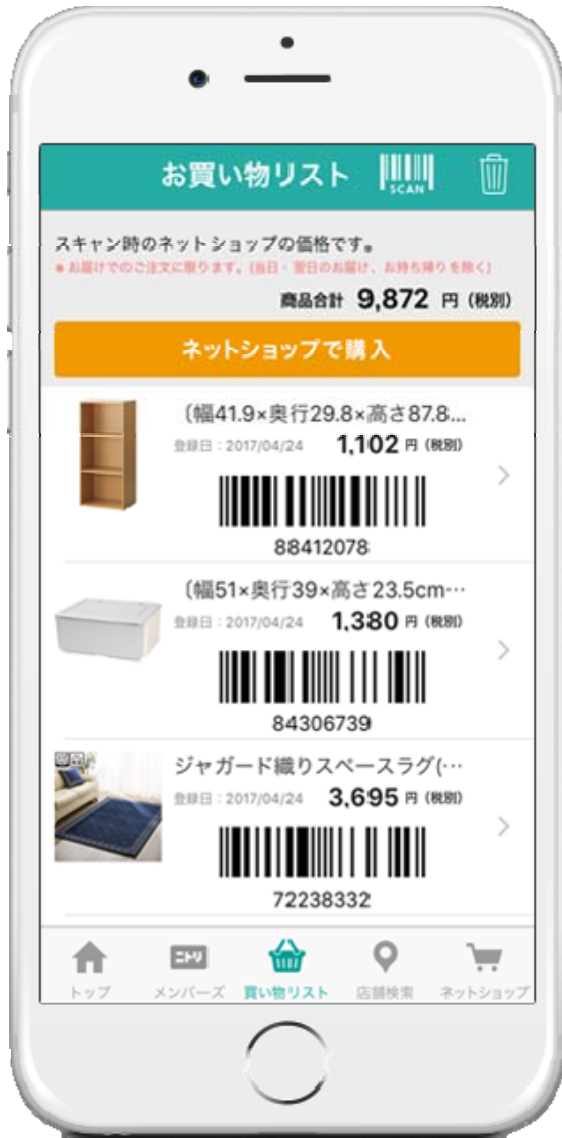 お買い物リスト
SCAN
スキャン時のネットショップの価格です。
※お届けでのご注文に限ります。(当日・翌日のお届け、お持ち帰りを除く)
商品合計 9,872 円 (税別)
ネットショップで購入
〔幅41.9×奥行29.8×高さ87.8...
登録日:2017/04/24 1,102 円 (税別)
88412078
〔幅51×奥行39×高さ23.5cm…
登録日:2017/04/24 1,380 円 (税別)
84306739
ジャガード織りスペースラグ(…
登録日:2017/04/24 3,695 円 (税別)
72238332
ニトリ
トップ メンバーズ 買い物リスト 店舗検索 ネットショップ